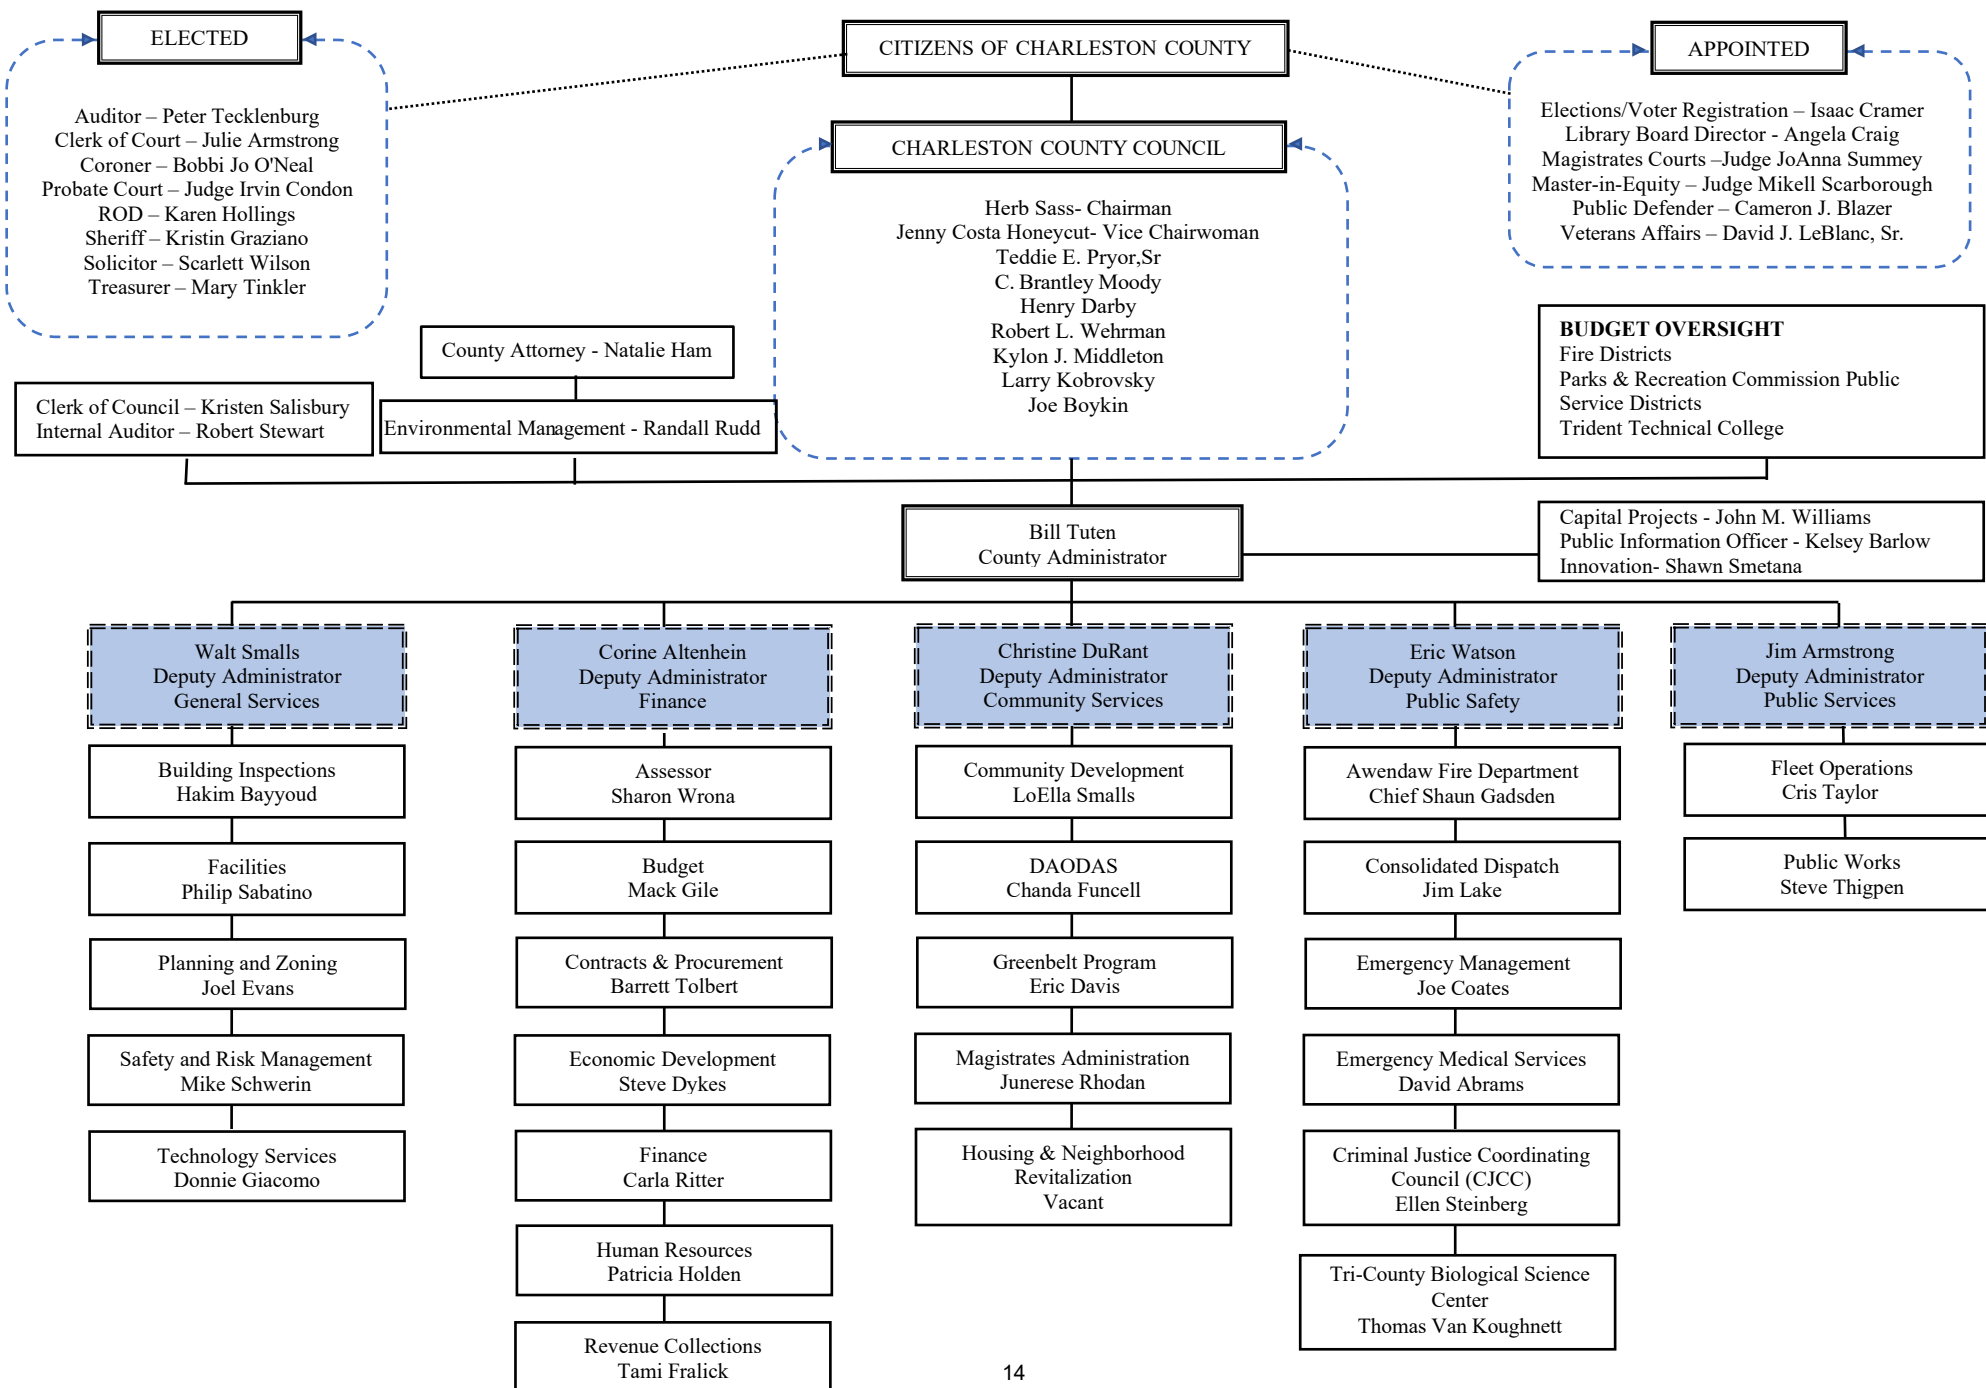 ELECTED
Auditor – Peter Tecklenburg
Clerk of Court – Julie Armstrong
Coroner – Bobbi Jo O'Neal
Probate Court – Judge Irvin Condon
ROD – Karen Hollings
Sheriff – Kristin Graziano
Solicitor – Scarlett Wilson
Treasurer – Mary Tinkler
CITIZENS OF CHARLESTON COUNTY
CHARLESTON COUNTY COUNCIL
Herb Sass- Chairman
Jenny Costa Honeycut- Vice Chairwoman
Teddie E. Pryor,Sr
C. Brantley Moody
Henry Darby
Robert L. Wehrman
Kylon J. Middleton
Larry Kobrovsky
Joe Boykin
APPOINTED
Elections/Voter Registration – Isaac Cramer
Library Board Director - Angela Craig
Magistrates Courts –Judge JoAnna Summey
Master-in-Equity – Judge Mikell Scarborough
Public Defender – Cameron J. Blazer
Veterans Affairs – David J. LeBlanc, Sr.
County Attorney - Natalie Ham
Clerk of Council – Kristen Salisbury
Internal Auditor – Robert Stewart
Environmental Management - Randall Rudd
BUDGET OVERSIGHT
Fire Districts
Parks & Recreation Commission Public
Service Districts
Trident Technical College
Bill Tuten
County Administrator
Capital Projects - John M. Williams
Public Information Officer - Kelsey Barlow
Innovation- Shawn Smetana
Walt Smalls
Deputy Administrator
General Services
Building Inspections
Hakim Bayyoud
Facilities
Philip Sabatino
Planning and Zoning
Joel Evans
Safety and Risk Management
Mike Schwerin
Technology Services
Donnie Giacomo
Corine Altenhein
Deputy Administrator
Finance
Assessor
Sharon Wrona
Budget
Mack Gile
Contracts & Procurement
Barrett Tolbert
Economic Development
Steve Dykes
Finance
Carla Ritter
Human Resources
Patricia Holden
Revenue Collections
Tami Fralick
Christine DuRant
Deputy Administrator
Community Services
Community Development
LoElla Smalls
DAODAS
Chanda Funcell
Greenbelt Program
Eric Davis
Magistrates Administration
Junerese Rhodan
Housing & Neighborhood
Revitalization
Vacant
Eric Watson
Deputy Administrator
Public Safety
Awendaw Fire Department
Chief Shaun Gadsden
Consolidated Dispatch
Jim Lake
Emergency Management
Joe Coates
Emergency Medical Services
David Abrams
Criminal Justice Coordinating
Council (CJCC)
Ellen Steinberg
Tri-County Biological Science
Center
Thomas Van Koughnett
Jim Armstrong
Deputy Administrator
Public Services
Fleet Operations
Cris Taylor
Public Works
Steve Thigpen
14